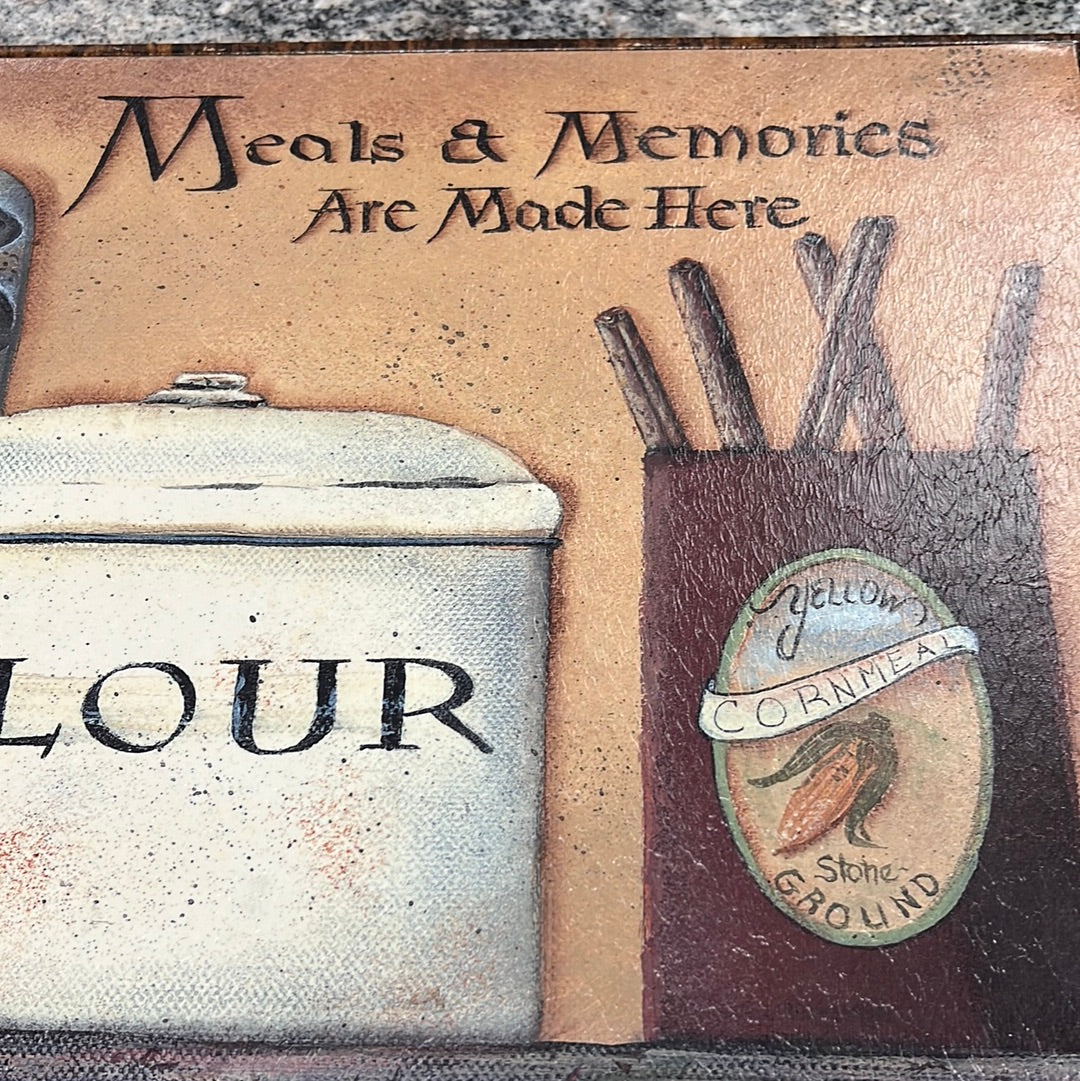 Meals & Memories
Are Made Here
LOUR
YELLOW
CORNMEAL
Stone-
GROUND